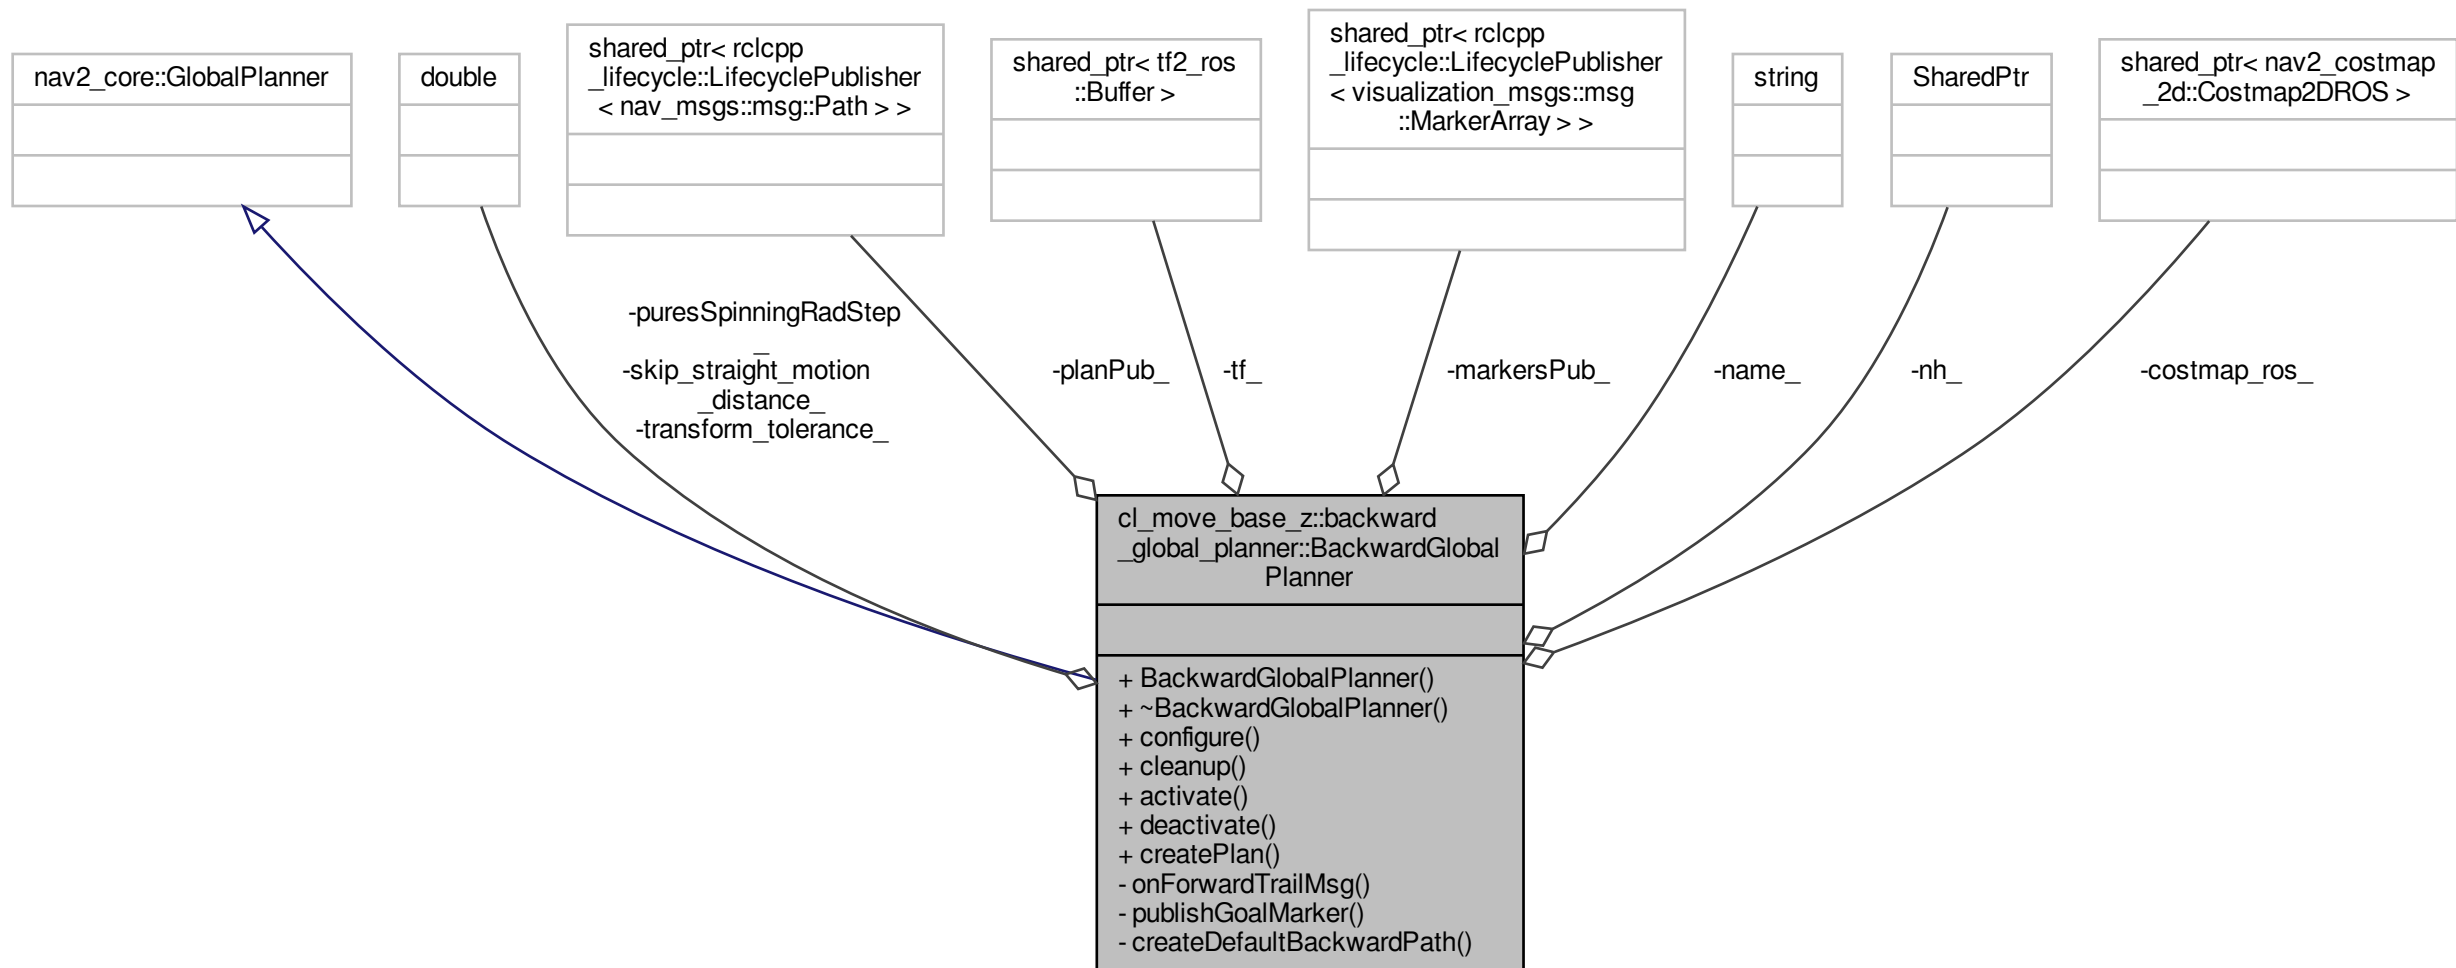 nav2_core::GlobalPlanner
double
shared_ptr< rclcpp
_lifecycle::LifecyclePublisher
< nav_msgs::msg::Path > >
shared_ptr< tf2_ros
::Buffer >
shared_ptr< rclcpp
_lifecycle::LifecyclePublisher
< visualization_msgs::msg
::MarkerArray > >
string
SharedPtr
shared_ptr< nav2_costmap
_2d::Costmap2DROS >
-puresSpinningRadStep
_
-skip_straight_motion
_distance_
-transform_tolerance_
-planPub_
-tf_
-markersPub_
-name_
-nh_
-costmap_ros_
cl_move_base_z::backward
_global_planner::BackwardGlobal
Planner
+ BackwardGlobalPlanner()
+ ~BackwardGlobalPlanner()
+ configure()
+ cleanup()
+ activate()
+ deactivate()
+ createPlan()
- onForwardTrailMsg()
- publishGoalMarker()
- createDefaultBackwardPath()